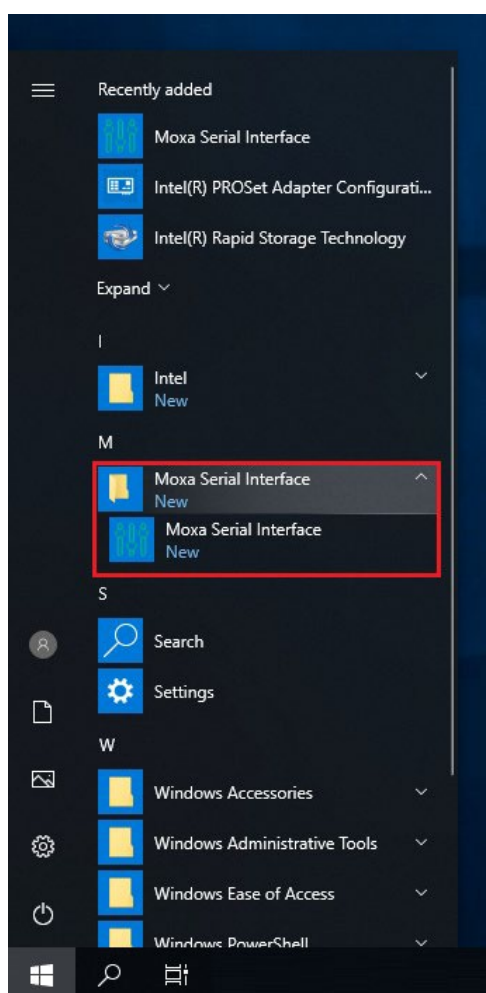 Recently added
Moxa Serial Interface
Intel(R) PROSet Adapter Configurati...
Intel(R) Rapid Storage Technology
Expand
I
Intel
New
M
Moxa Serial Interface
New
Moxa Serial Interface
New
S
Search
Settings
W
Windows Accessories
Windows Administrative Tools
Windows Ease of Access
Windows PowerShell